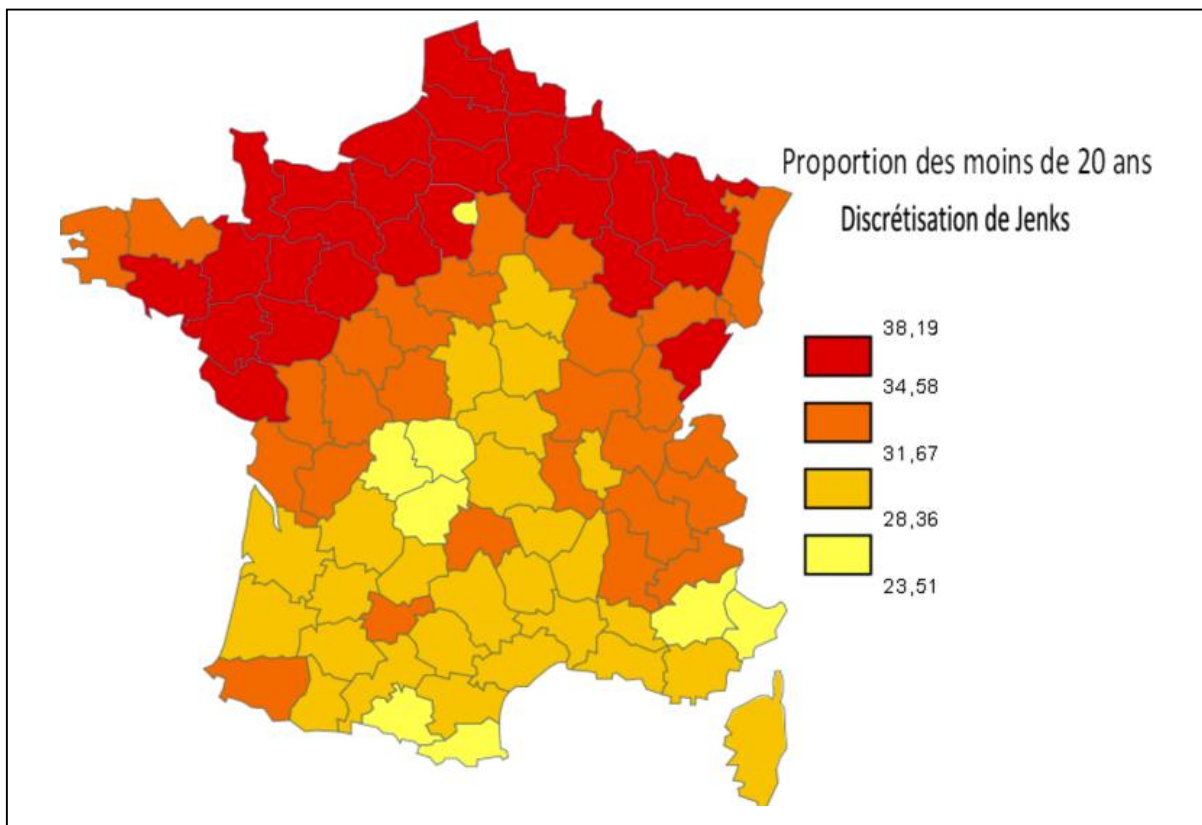 Proportion des moins de 20 ans
Discrétisation de Jenks
38,19
34,58
31,67
28,36
23,51